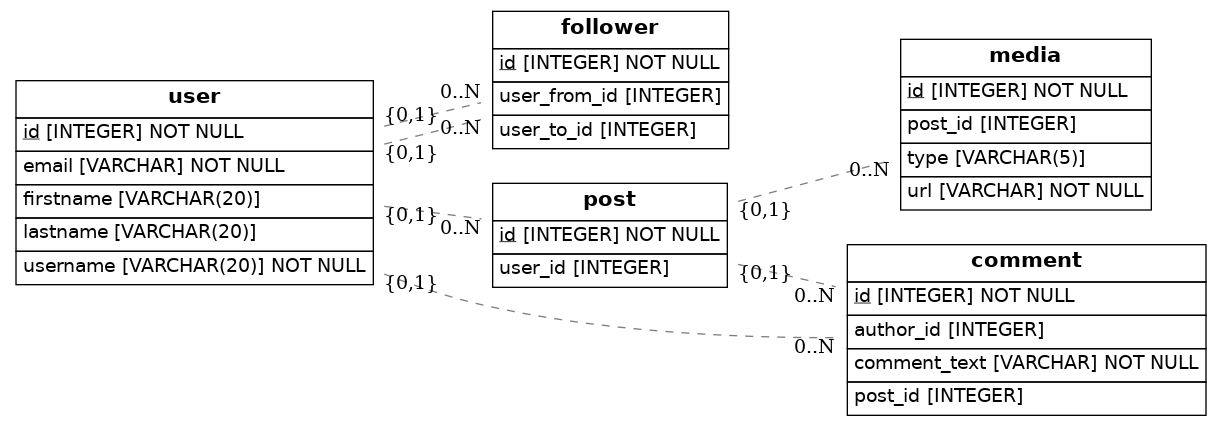 user
id [INTEGER] NOT NULL
email [VARCHAR] NOT NULL
firstname [VARCHAR(20)]
lastname [VARCHAR(20)]
username [VARCHAR(20)] NOT NULL
{0,1}
0..N
{0,1}
0..N
{0,1}
0..N
{0,1}
0..N
follower
id [INTEGER] NOT NULL
user_from_id [INTEGER]
user_to_id [INTEGER]
post
id [INTEGER] NOT NULL
user_id [INTEGER]
{0,1}
0..N
{0,1}
0..N
media
id [INTEGER] NOT NULL
post_id [INTEGER]
type [VARCHAR(5)]
url [VARCHAR] NOT NULL
comment
id [INTEGER] NOT NULL
author_id [INTEGER]
comment_text [VARCHAR] NOT NULL
post_id [INTEGER]